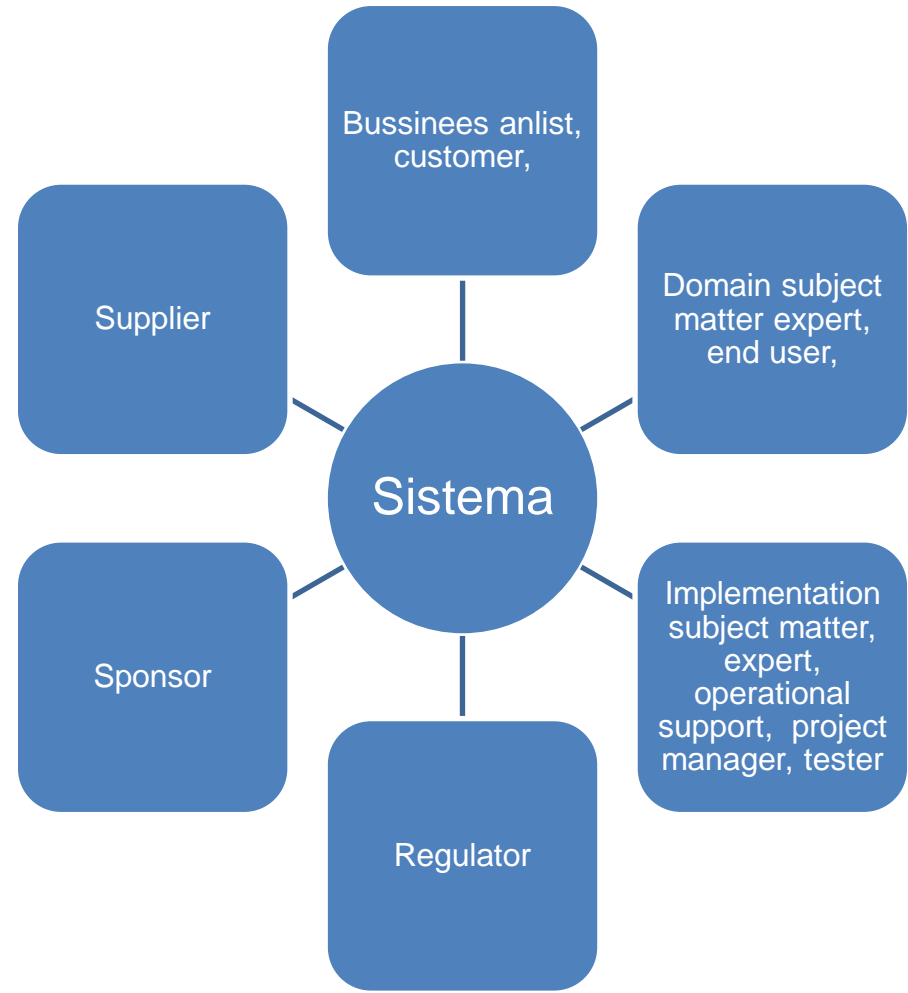 Bussinees anlist,
customer,
Supplier
Domain subject
matter expert,
end user,
Sistema
Sponsor
Implementation
subject matter,
expert,
operational
support,  project
manager, tester
Regulator